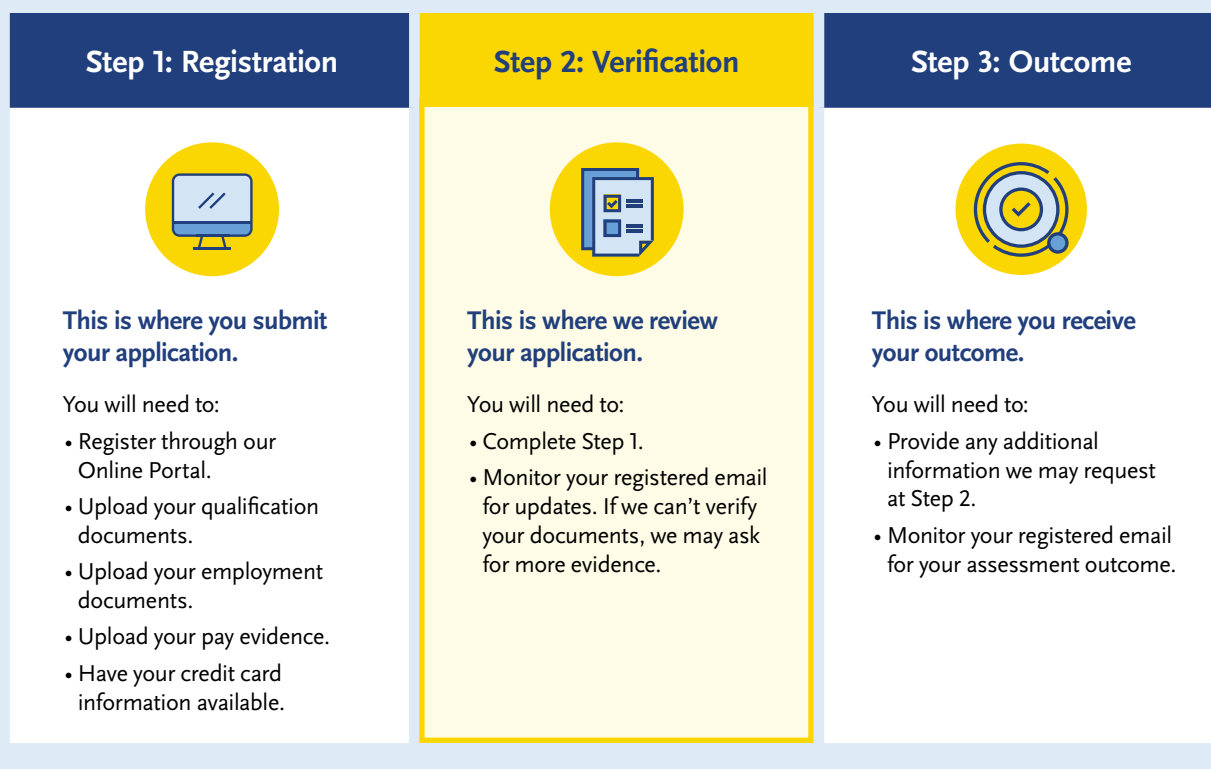 Step 1: Registration
This is where you submit
your application.
You will need to:
• Register through our
Online Portal.
• Upload your qualification
documents.
• Upload your employment
documents.
• Upload your pay evidence.
• Have your credit card
information available.
Step 2: Verification
This is where we review
your application.
You will need to:
• Complete Step 1.
• Monitor your registered email
for updates. If we can’t verify
your documents, we may ask
for more evidence.
Step 3: Outcome
This is where you receive
your outcome.
You will need to:
• Provide any additional
information we may request
at Step 2.
• Monitor your registered email
for your assessment outcome.